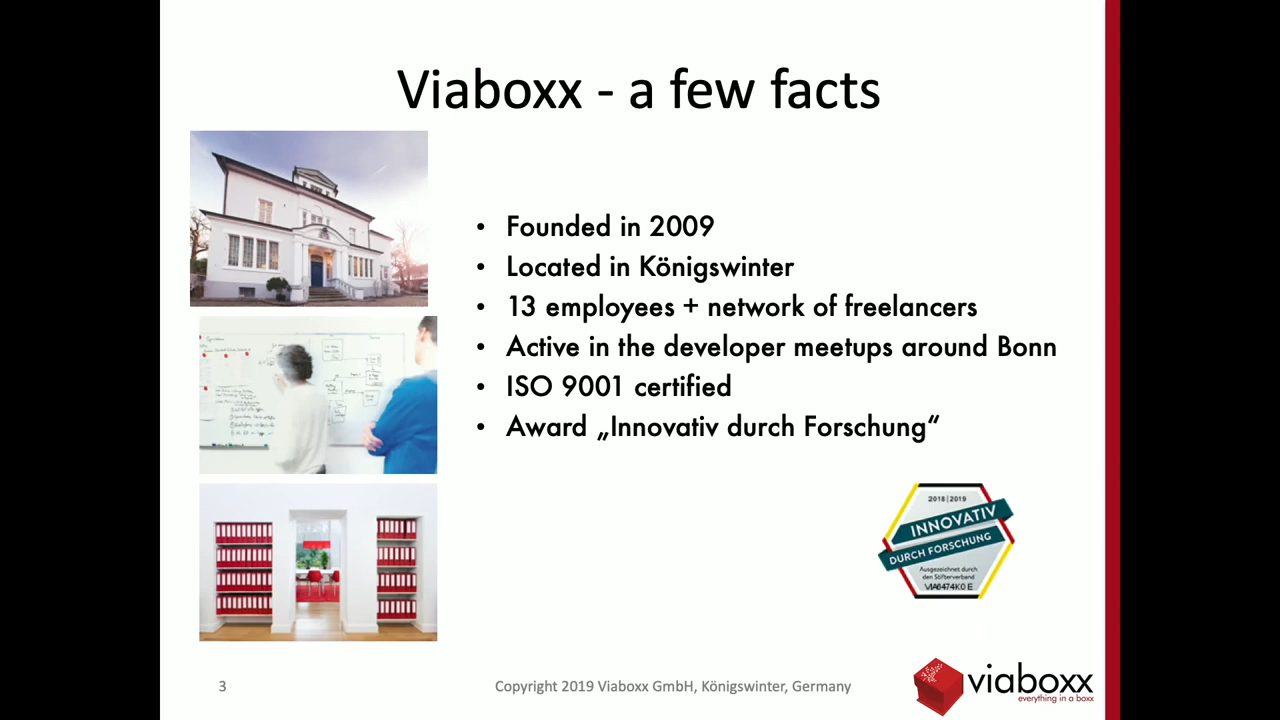 Viaboxx - a few facts
• Founded in 2009
• Located in Königswinter
• 13 employees + network of freelancers
• Active in the developer meetups around Bonn
• ISO 9001 certified
• Award „Innovativ durch Forschung“
2018 | 2019
INNOVATIV
DURCH FORSCHUNG
Ausgezeichnet durch
den Stifterverband
3
Copyright 2019 Viaboxx GmbH, Königswinter, Germany
viaboxx
everything in a boxx